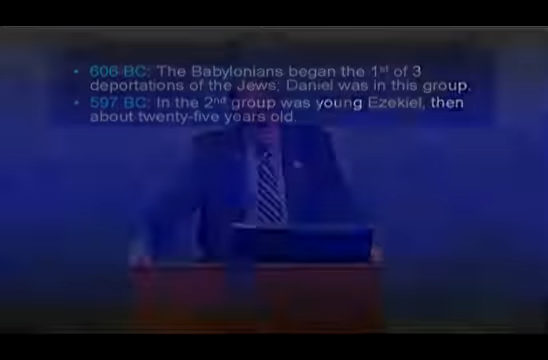 • 606 BC: The Babylonians began the 1st of 3
deportations of the Jews; Daniel was in this group.
• 597 BC: In the 2nd group was young Ezekiel, then
about twenty-five years old.